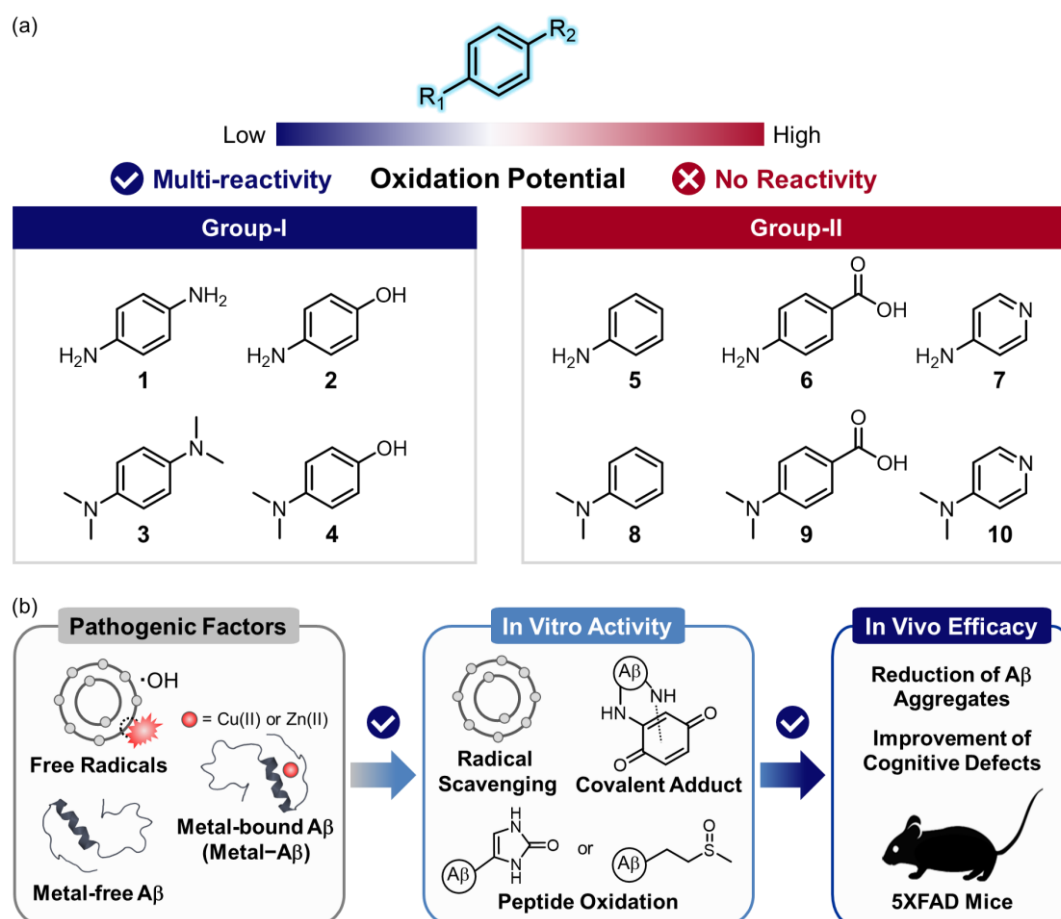 (a)
R₂
R₁
Low
High
Multi-reactivity
Oxidation Potential
No Reactivity
Group-I
Group-II
NH₂
H₂N
1
OH
H₂N
2
N
N
3
OH
N
4
H₂N
5
O
OH
H₂N
6
N
H₂N
7
N
8
O
OH
N
9
N
N
10
(b)
Pathogenic Factors
·OH
= Cu(II) or Zn(II)
Free Radicals
Metal-bound Aβ
(Metal–Aβ)
Metal-free Aβ
In Vitro Activity
Radical
Scavenging
Aβ
NH
HN
O
O
Covalent Adduct
H
N
O
N
H
Aβ
or
Aβ
O
S
Peptide Oxidation
In Vivo Efficacy
Reduction of Aβ
Aggregates
Improvement of
Cognitive Defects
5XFAD Mice